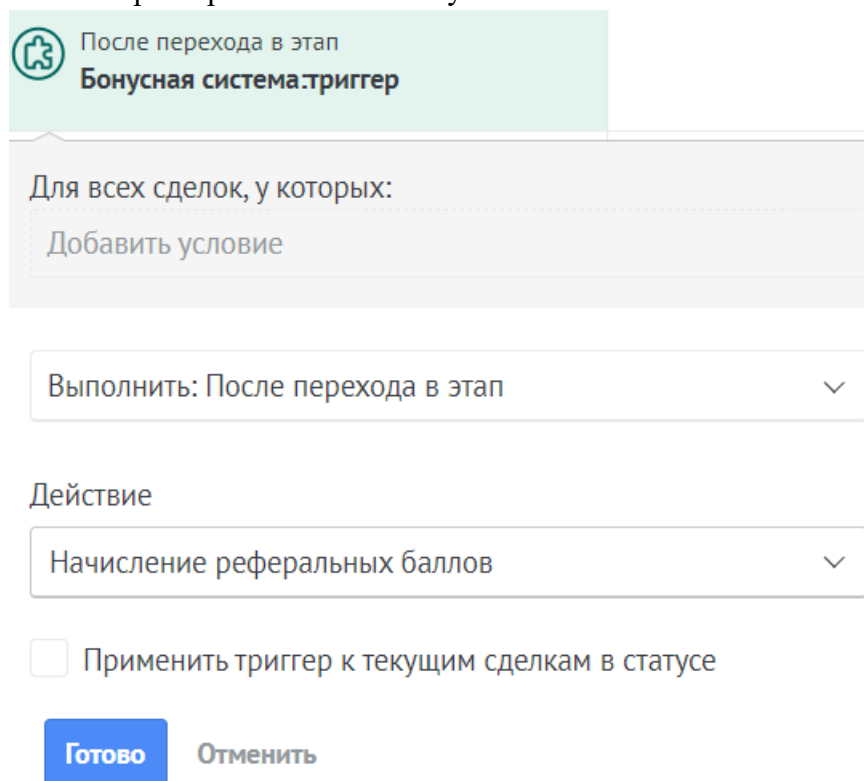 После перехода в этап
Бонусная система:триггер
Для всех сделок, у которых:
Добавить условие
Выполнить: После перехода в этап
Действие
Начисление реферальных баллов
Применить триггер к текущим сделкам в статусе
Готово Отменить